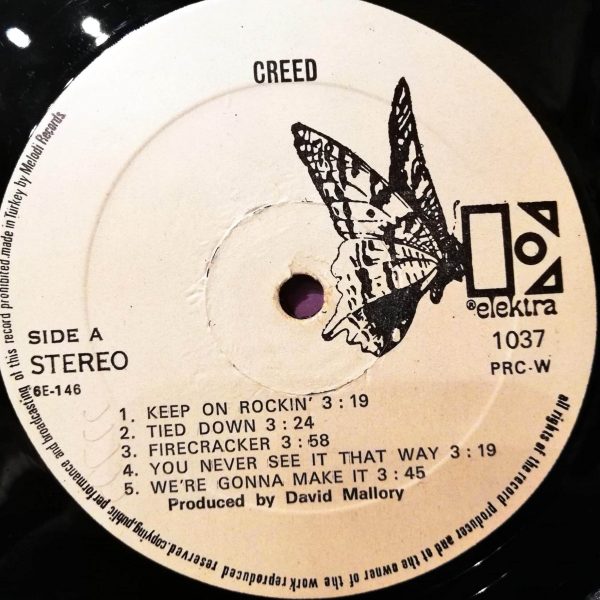 CREED
®elektra
1037
PRC-W
SIDE A
STEREO
6E-146
1. KEEP ON ROCKIN' 3:19
2. TIED DOWN 3:24
3. FIRECRACKER 3:58
4. YOU NEVER SEE IT THAT WAY 3:19
5. WE'RE GONNA MAKE IT 3:45
Produced by David Mallory
all rights of the record producer and of the owner of the work reproduced reserved.copying,public performance and broadcasting of this record prohibited.made in Turkey by Melodi Records